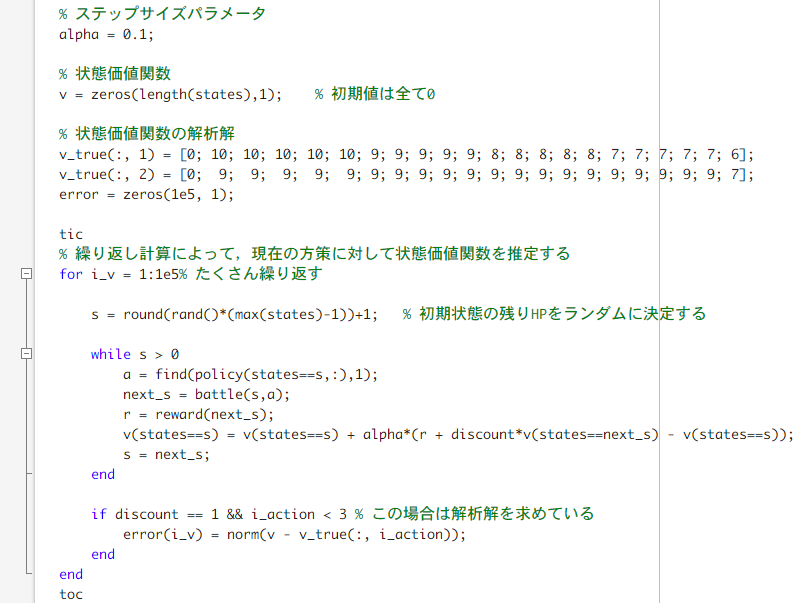 % ステップサイズパラメータ
alpha = 0.1;
% 状態価値関数
v = zeros(length(states),1);    % 初期値は全て0
% 状態価値関数の解析解
v_true(:, 1) = [0; 10; 10; 10; 10; 10; 9; 9; 9; 9; 9; 8; 8; 8; 8; 8; 7; 7; 7; 7; 7; 6];
v_true(:, 2) = [0;  9;  9;  9;  9;  9; 9; 9; 9; 9; 9; 9; 9; 9; 9; 9; 9; 9; 9; 9; 9; 7];
error = zeros(1e5, 1);
tic
% 繰り返し計算によって，現在の方策に対して状態価値関数を推定する
for i_v = 1:1e5% たくさん繰り返す
s = round(rand()*(max(states)-1))+1;   % 初期状態の残りHPをランダムに決定する
while s > 0
a = find(policy(states==s,:),1);
next_s = battle(s,a);
r = reward(next_s);
v(states==s) = v(states==s) + alpha*(r + discount*v(states==next_s) - v(states==s));
s = next_s;
end
if discount == 1 && i_action < 3 % この場合は解析解を求めている
error(i_v) = norm(v - v_true(:, i_action));
end
end
toc